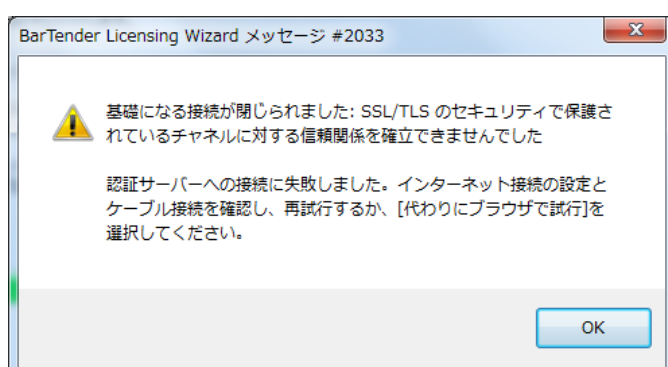 BarTender Licensing Wizard メッセージ #2033
基礎になる接続が閉じられました: SSL/TLS のセキュリティで保護さ
れているチャネルに対する信頼関係を確立できませんでした
認証サーバーへの接続に失敗しました。インターネット接続の設定と
ケーブル接続を確認し、再試行するか、[代わりにブラウザで試行]を
選択してください。
OK